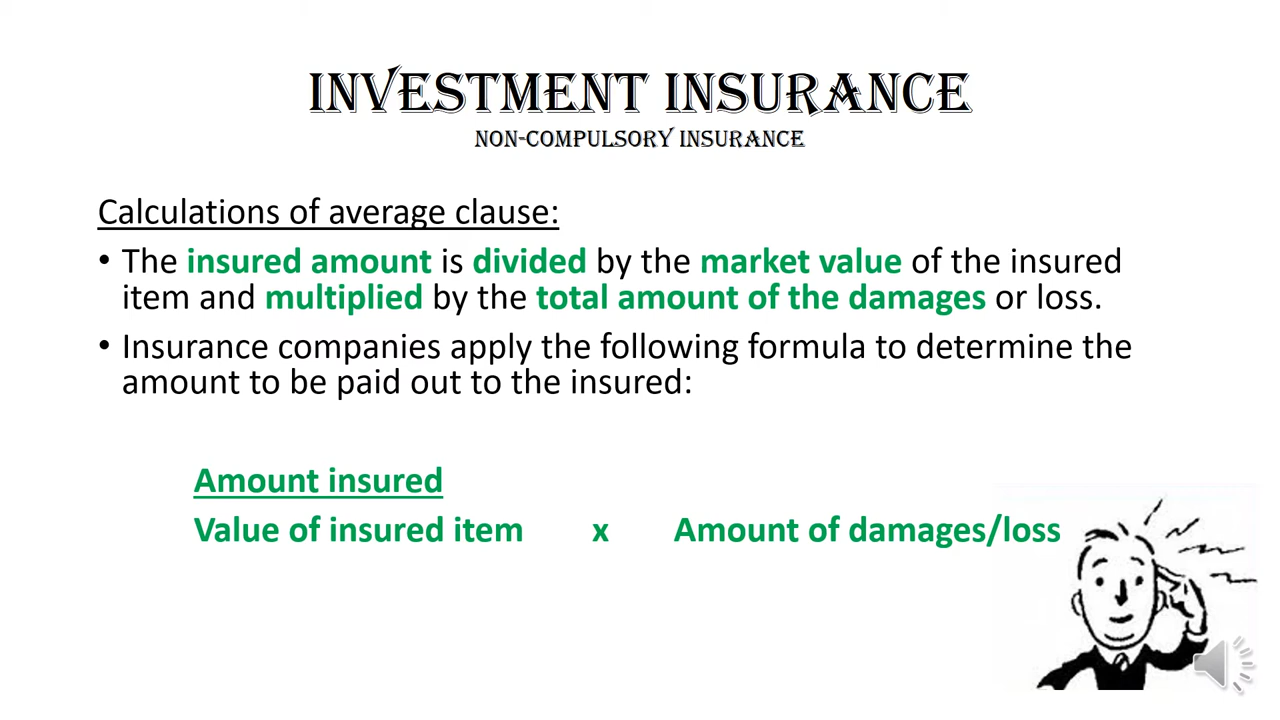 INVESTMENT INSURANCE
NON-COMPULSORY INSURANCE
Calculations of average clause:
• The insured amount is divided by the market value of the insured
item and multiplied by the total amount of the damages or loss.
• Insurance companies apply the following formula to determine the
amount to be paid out to the insured:
Amount insured
Value of insured item x Amount of damages/loss